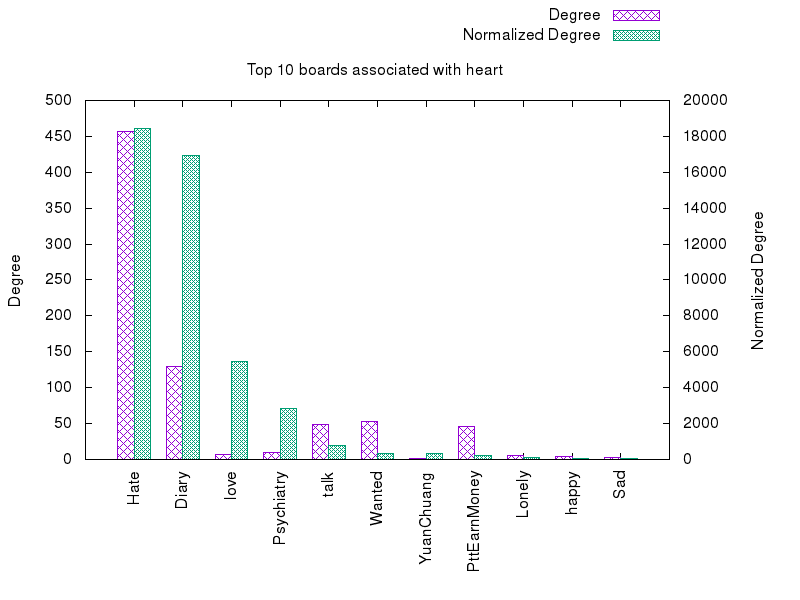 Degree
Normalized Degree
Top 10 boards associated with heart
500
450
400
350
300
250
200
150
100
50
0
20000
18000
16000
14000
12000
10000
8000
6000
4000
2000
0
Degree
Normalized Degree
Hate
Diary
love
Psychiatry
talk
Wanted
YuanChuang
PttEarnMoney
Lonely
happy
Sad